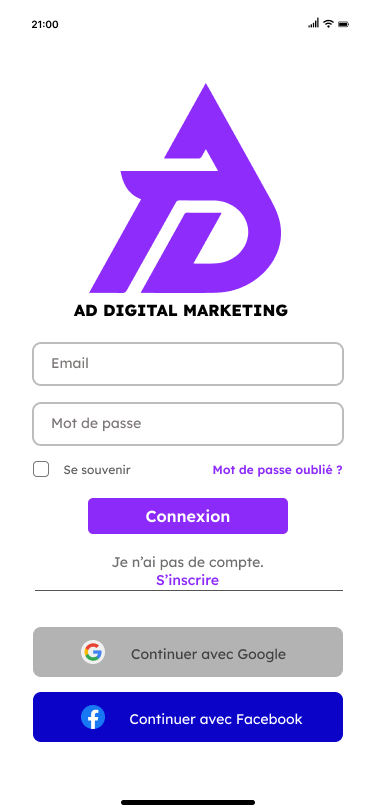 21:00
AD DIGITAL MARKETING
Email
Mot de passe
Se souvenir
Mot de passe oublié ?
Connexion
Je n’ai pas de compte.
S’inscrire
Continuer avec Google
Continuer avec Facebook